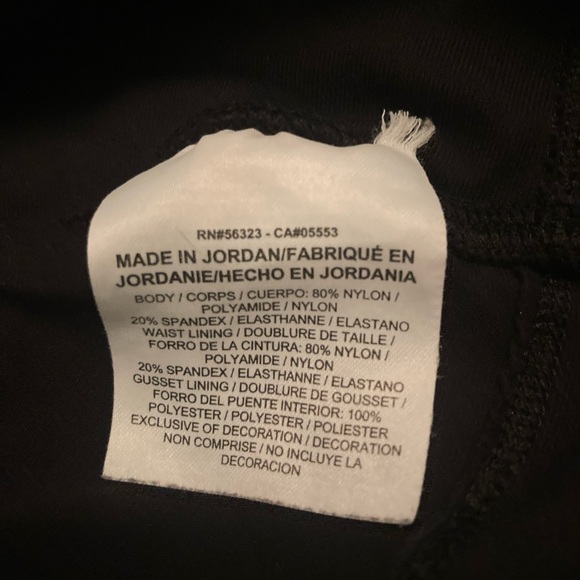 RN#56323 - CA#05553
MADE IN JORDAN/FABRIQUÉ EN
JORDANIE/HECHO EN JORDANIA
BODY / CORPS / CUERPO: 80% NYLON /
POLYAMIDE / NYLON
20% SPANDEX / ELASTHANNE / ELASTANO
WAIST LINING / DOUBLURE DE TAILLE /
FORRO DE LA CINTURA: 80% NYLON /
POLYAMIDE / NYLON
20% SPANDEX / ELASTHANNE / ELASTANO
GUSSET LINING / DOUBLURE DE GOUSSET /
FORRO DEL PUENTE INTERIOR: 100%
POLYESTER / POLYESTER / POLIESTER
EXCLUSIVE OF DECORATION / DECORATION
NON COMPRISE / NO INCLUYE LA
DECORACION